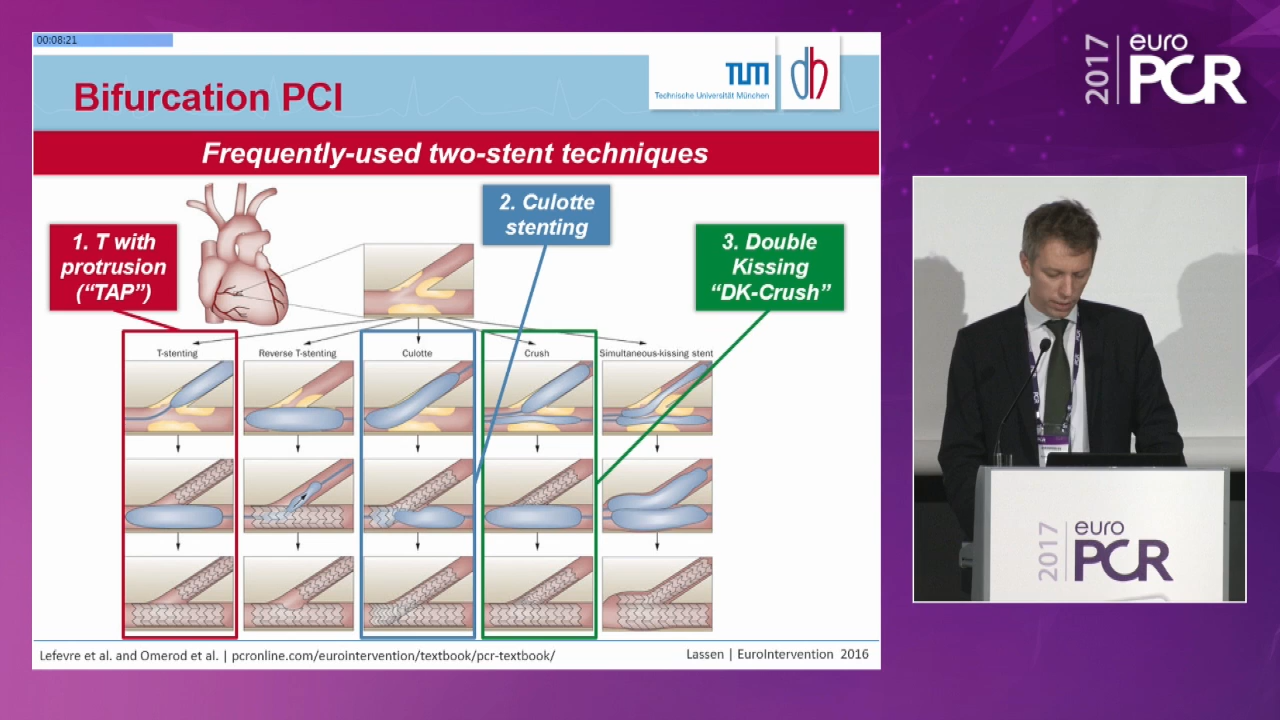 00:08:21
Bifurcation PCI
TUM
Technische Universität München
dh
2017
euro
PCR
Frequently-used two-stent techniques
1. T with
protrusion
(“TAP”)
2. Culotte
stenting
3. Double
Kissing
“DK-Crush”
T-stenting
Reverse T-stenting
Culotte
Crush
Simultaneous-kissing stent
Lefevre et al. and Omerod et al. | pcronline.com/eurointervention/textbook/pcr-textbook/
Lassen | EuroIntervention 2016
2017
euro
PCR